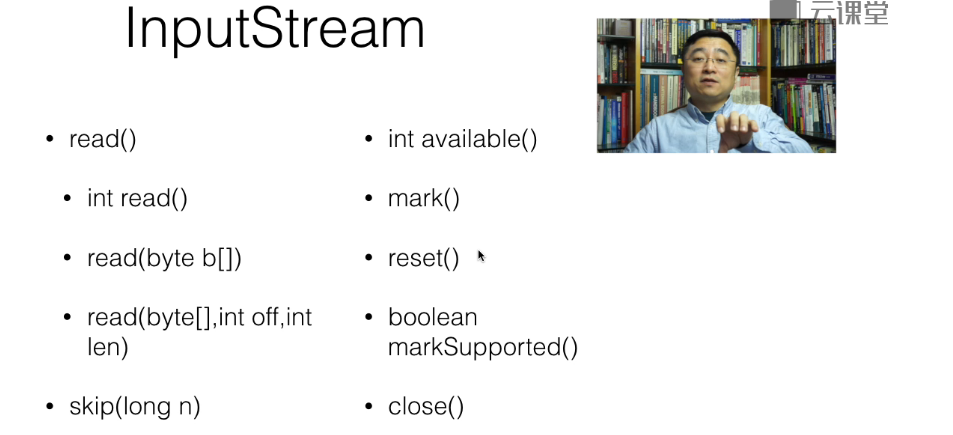 InputStream
云课堂
read()
int read()
read(byte b[])
read(byte[],int off,int
len)
skip(long n)
int available()
mark()
reset()
boolean
markSupported()
close()